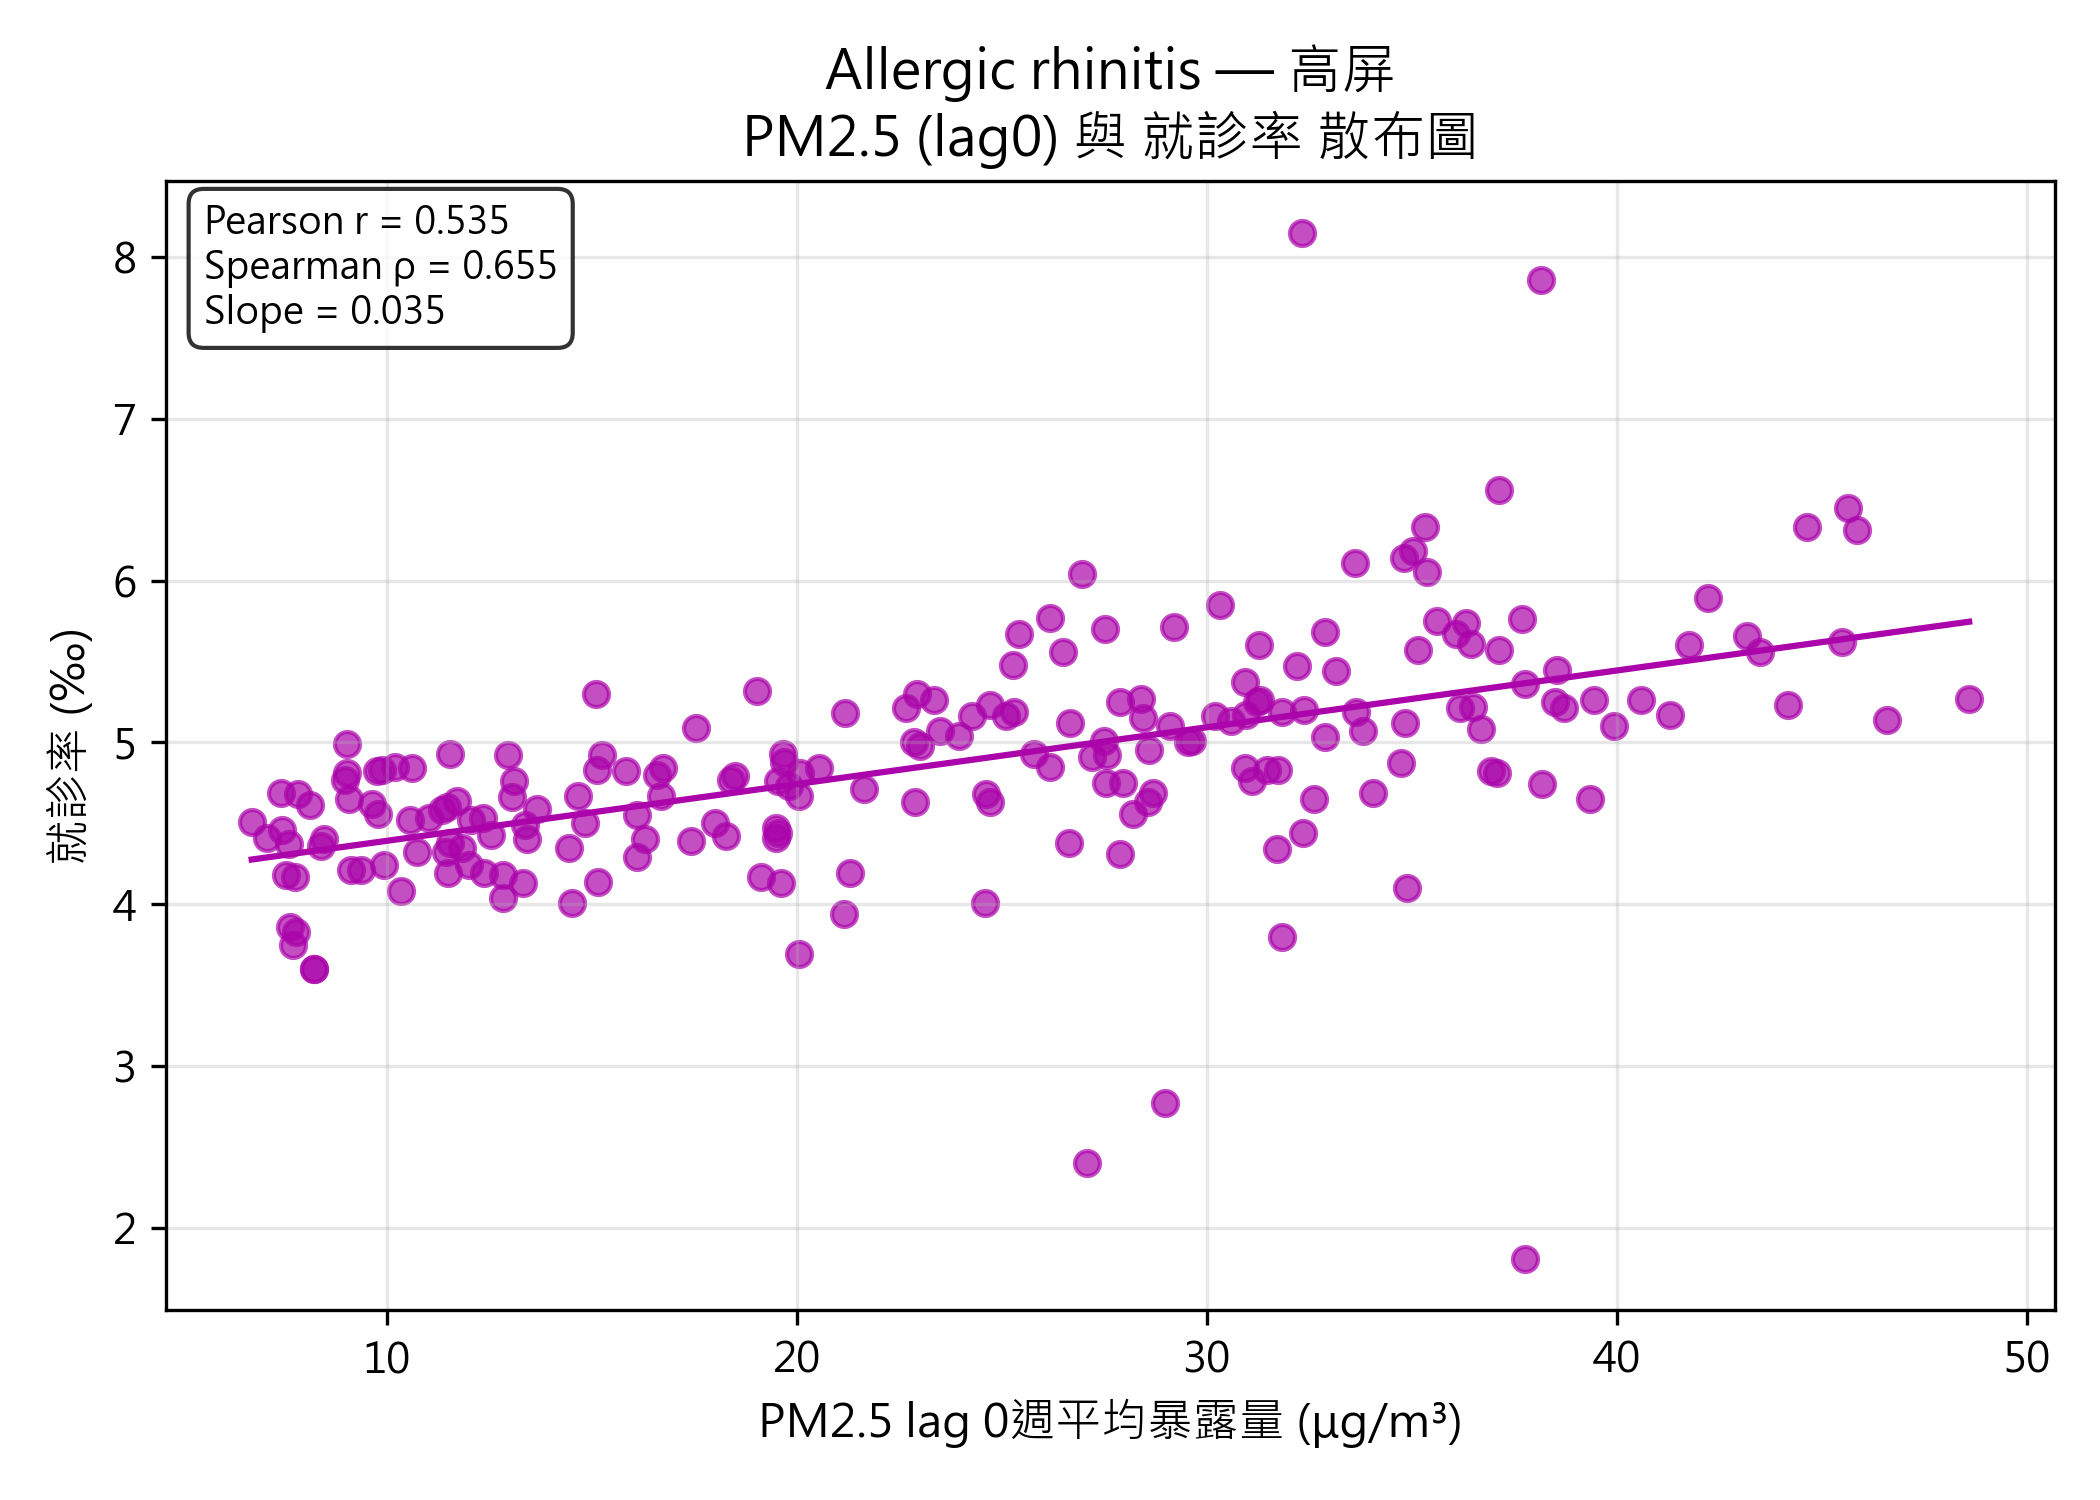 Allergic rhinitis — 高屏
PM2.5 (lag0) 與 就診率 散布圖
Pearson r = 0.535
Spearman ρ = 0.655
Slope = 0.035
就診率 (‰)
8
7
6
5
4
3
2
10 20 30 40 50
PM2.5 lag 0週平均暴露量 (μg/m³)